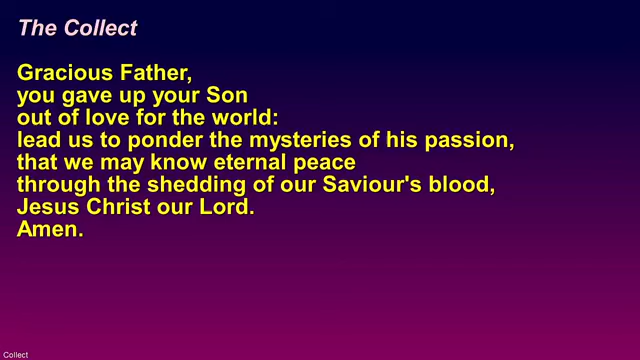 The Collect
Gracious Father,
you gave up your Son
out of love for the world:
lead us to ponder the mysteries of his passion,
that we may know eternal peace
through the shedding of our Saviour's blood,
Jesus Christ our Lord.
Amen.
Collect